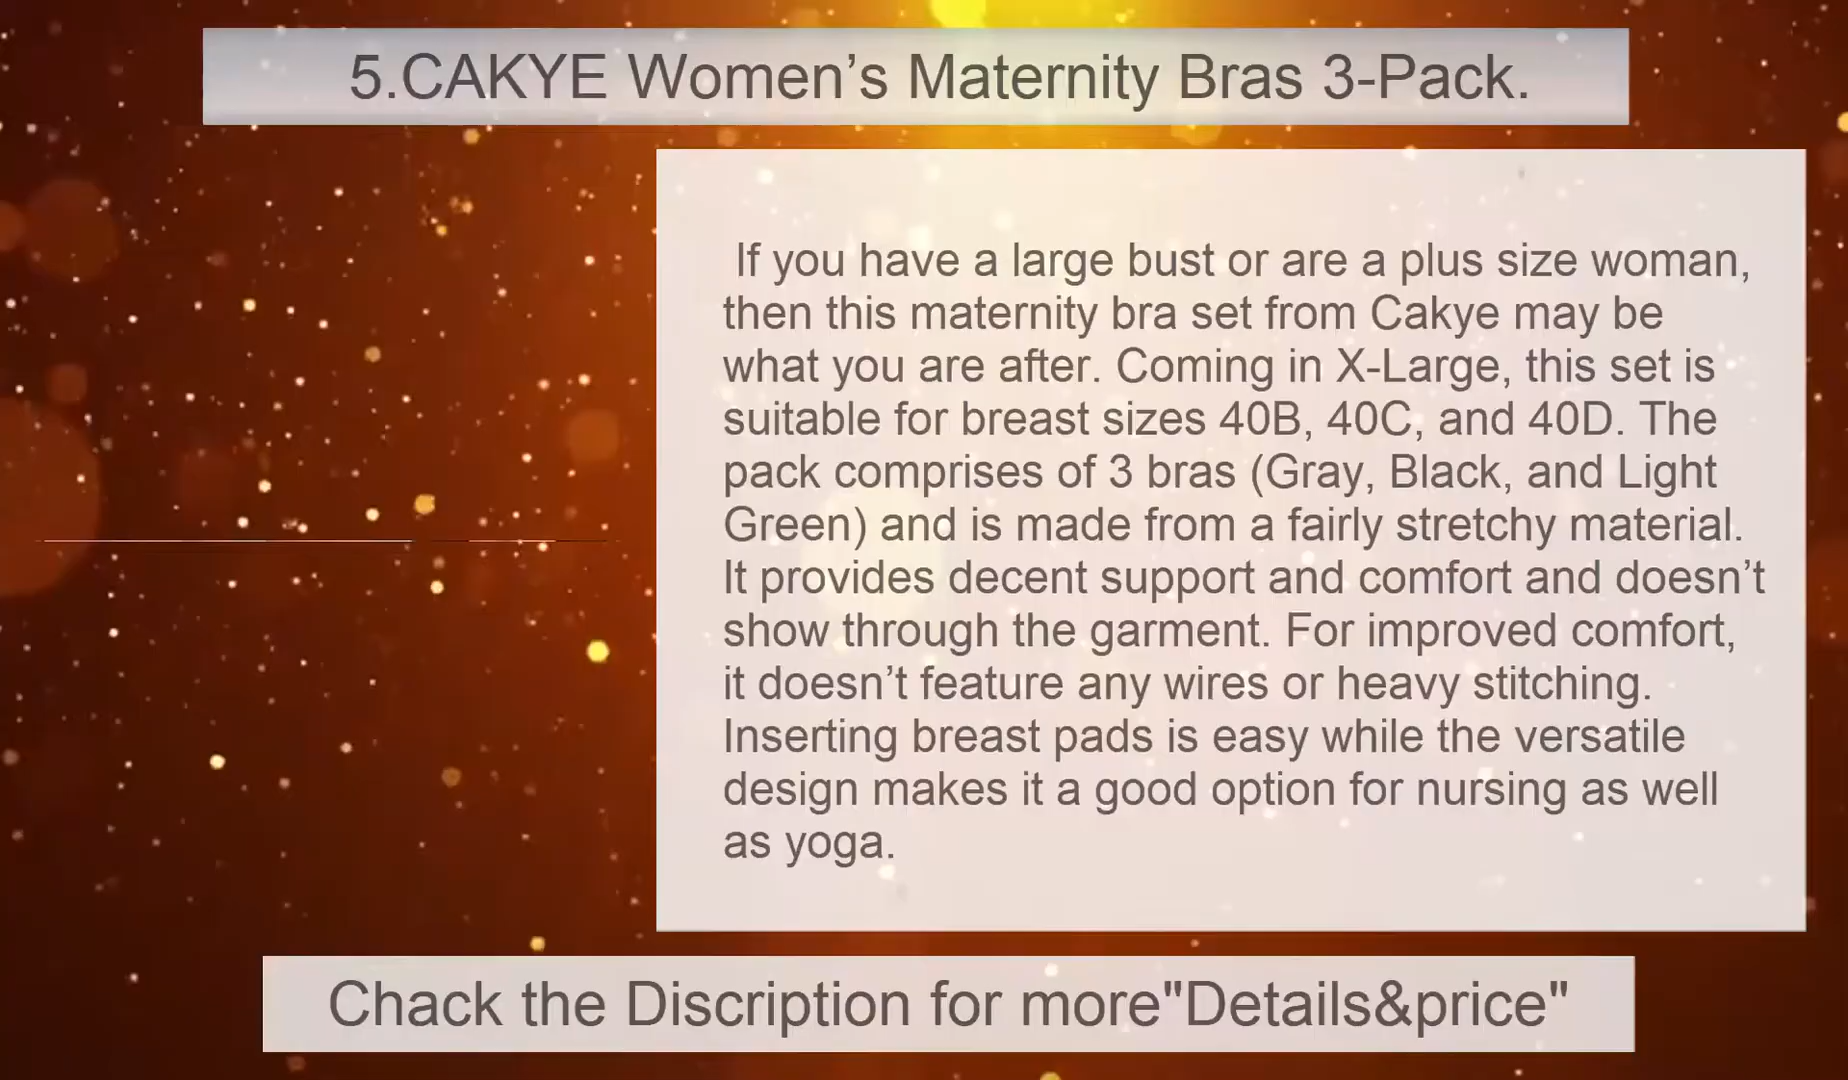 5.CAKYE Women’s Maternity Bras 3-Pack.
If you have a large bust or are a plus size woman,
then this maternity bra set from Cakye may be
what you are after. Coming in X-Large, this set is
suitable for breast sizes 40B, 40C, and 40D. The
pack comprises of 3 bras (Gray, Black, and Light
Green) and is made from a fairly stretchy material.
It provides decent support and comfort and doesn’t
show through the garment. For improved comfort,
it doesn’t feature any wires or heavy stitching.
Inserting breast pads is easy while the versatile
design makes it a good option for nursing as well
as yoga.
Chack the Discription for more"Details&price"